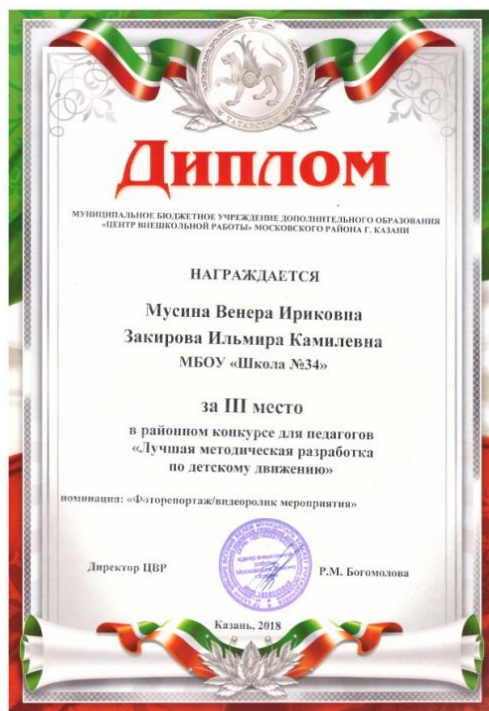 ТАТАРСТАН
ДИПЛОМ
МУНИЦИПАЛЬНОЕ БЮДЖЕТНОЕ УЧРЕЖДЕНИЕ ДОПОЛНИТЕЛЬНОГО ОБРАЗОВАНИЯ
«ЦЕНТР ВНЕШКОЛЬНОЙ РАБОТЫ» МОСКОВСКОГО РАЙОНА Г. КАЗАНИ
НАГРАЖДАЕТСЯ
Мусина Венера Ириковна
Закирова Ильмира Камилевна
МБОУ «Школа №34»
за III место
в районном конкурсе для педагогов
«Лучшая методическая разработка
по детскому движению»
номинация: «Фоторепортаж/видеоролик мероприятия»
Директор ЦВР
Р.М. Богомолова
Казань, 2018